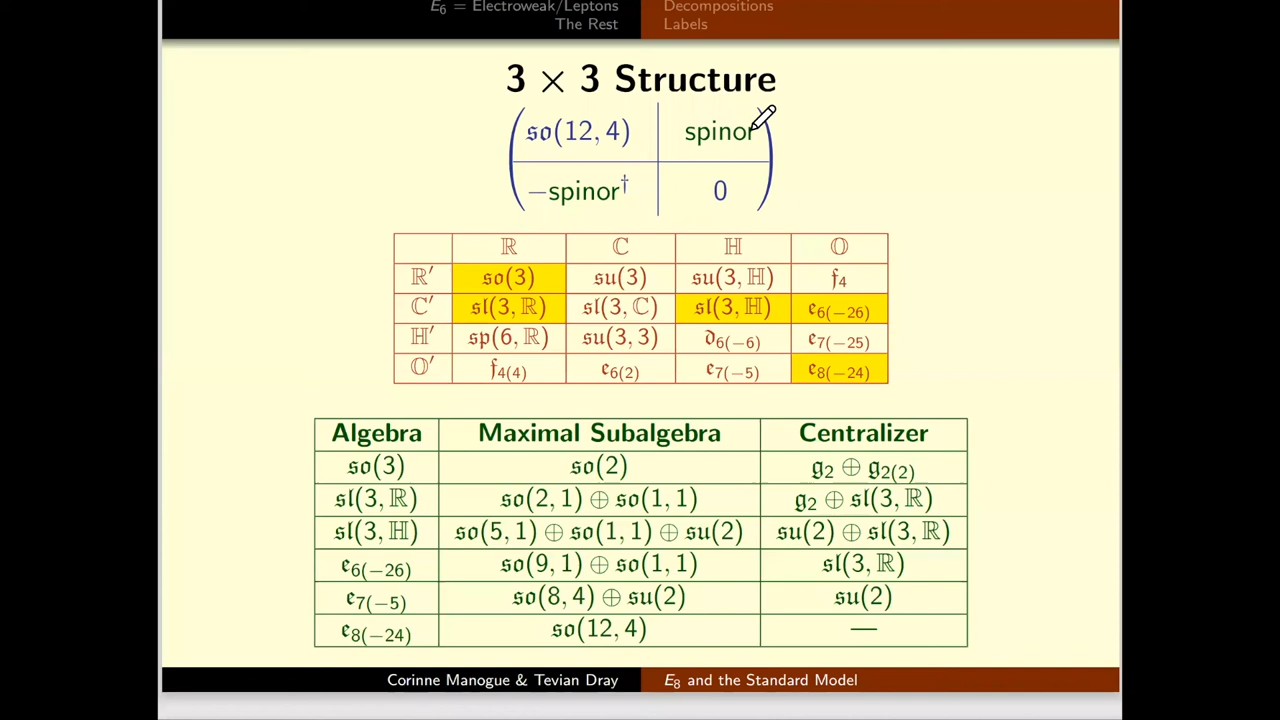 E₆ = Electroweak/Leptons
The Rest
Decompositions
Labels
3 × 3 Structure
𝔰𝔬(12, 4) spinor
−spinor† 0
ℝ ℂ ℍ 𝕆
ℝ′ 𝔰𝔬(3) 𝔰𝔲(3) 𝔰𝔲(3, ℍ) 𝔣₄
ℂ′ 𝔰𝔩(3, ℝ) 𝔰𝔩(3, ℂ) 𝔰𝔩(3, ℍ) 𝔢₆₍₋₂₆₎
ℍ′ 𝔰𝔭(6, ℝ) 𝔰𝔲(3, 3) 𝔡₆₍₋₆₎ 𝔢₇₍₋₂₅₎
𝕆′ 𝔣₄₍₄₎ 𝔢₆₍₂₎ 𝔢₇₍₋₅₎ 𝔢₈₍₋₂₄₎
Algebra Maximal Subalgebra Centralizer
𝔰𝔬(3) 𝔰𝔬(2) 𝔤₂ ⊕ 𝔤₂₍₂₎
𝔰𝔩(3, ℝ) 𝔰𝔬(2, 1) ⊕ 𝔰𝔬(1, 1) 𝔤₂ ⊕ 𝔰𝔩(3, ℝ)
𝔰𝔩(3, ℍ) 𝔰𝔬(5, 1) ⊕ 𝔰𝔬(1, 1) ⊕ 𝔰𝔲(2) 𝔰𝔲(2) ⊕ 𝔰𝔩(3, ℝ)
𝔢₆₍₋₂₆₎ 𝔰𝔬(9, 1) ⊕ 𝔰𝔬(1, 1) 𝔰𝔩(3, ℝ)
𝔢₇₍₋₅₎ 𝔰𝔬(8, 4) ⊕ 𝔰𝔲(2) 𝔰𝔲(2)
𝔢₈₍₋₂₄₎ 𝔰𝔬(12, 4) —
Corinne Manogue & Tevian Dray E₈ and the Standard Model